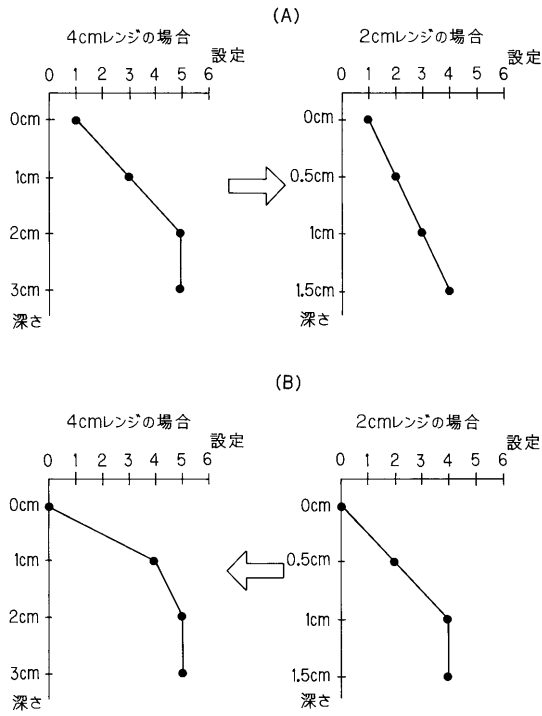 (A)
4cmレンジの場合
設定
0 1 2 3 4 5 6
0cm
1cm
2cm
3cm
深さ
2cmレンジの場合
設定
0 1 2 3 4 5 6
0cm
0.5cm
1cm
1.5cm
深さ
(B)
4cmレンジの場合
設定
0 1 2 3 4 5 6
0cm
1cm
2cm
3cm
深さ
2cmレンジの場合
設定
0 1 2 3 4 5 6
0cm
0.5cm
1cm
1.5cm
深さ